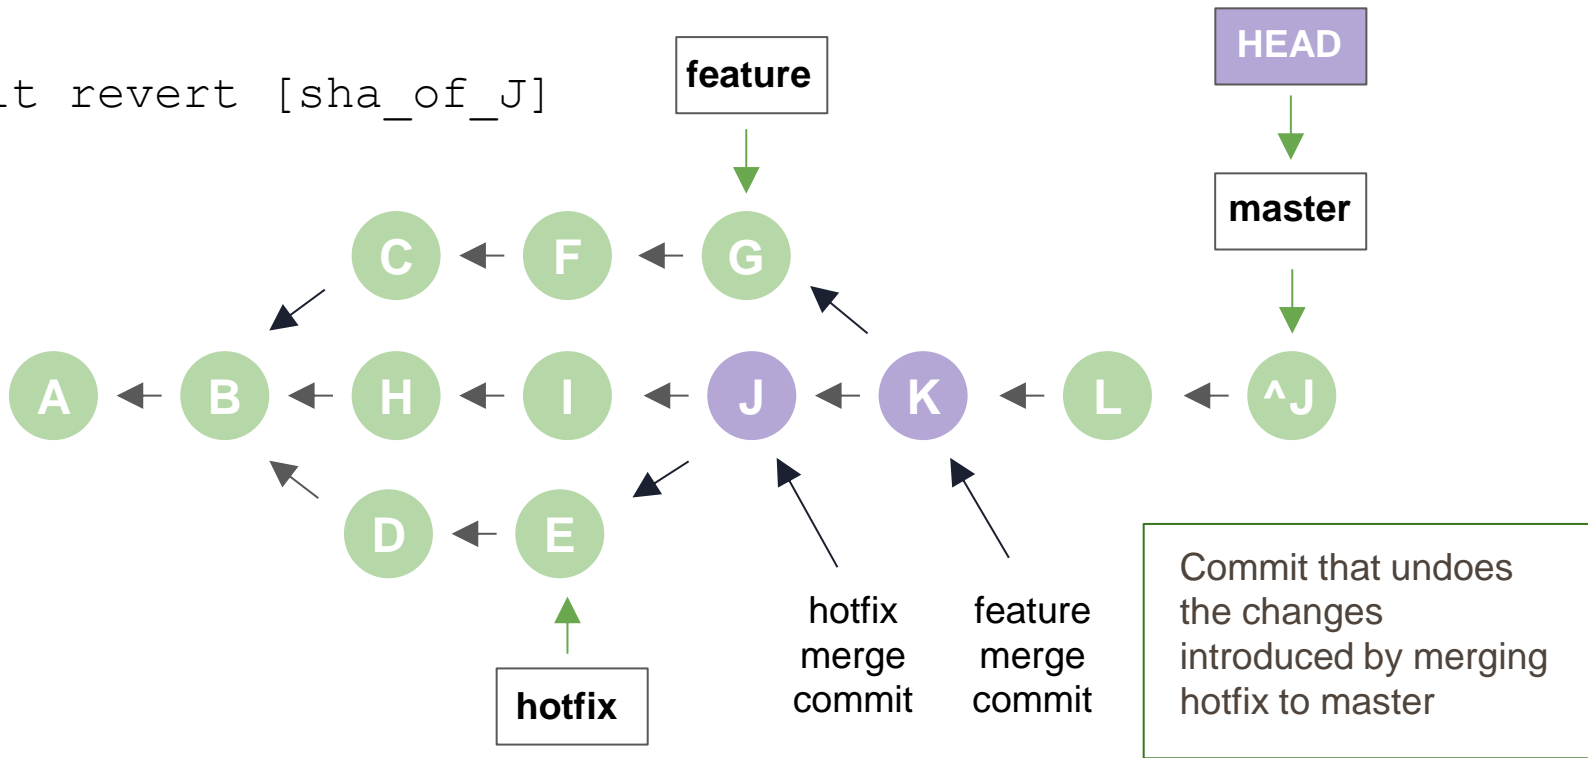 HEAD
feature
it revert [sha_of_J]
master
C F G
A B H I J K L ^J
D E
hotfix
merge
commit
feature
merge
commit
Commit that undoes
the changes
introduced by merging
hotfix to master
hotfix